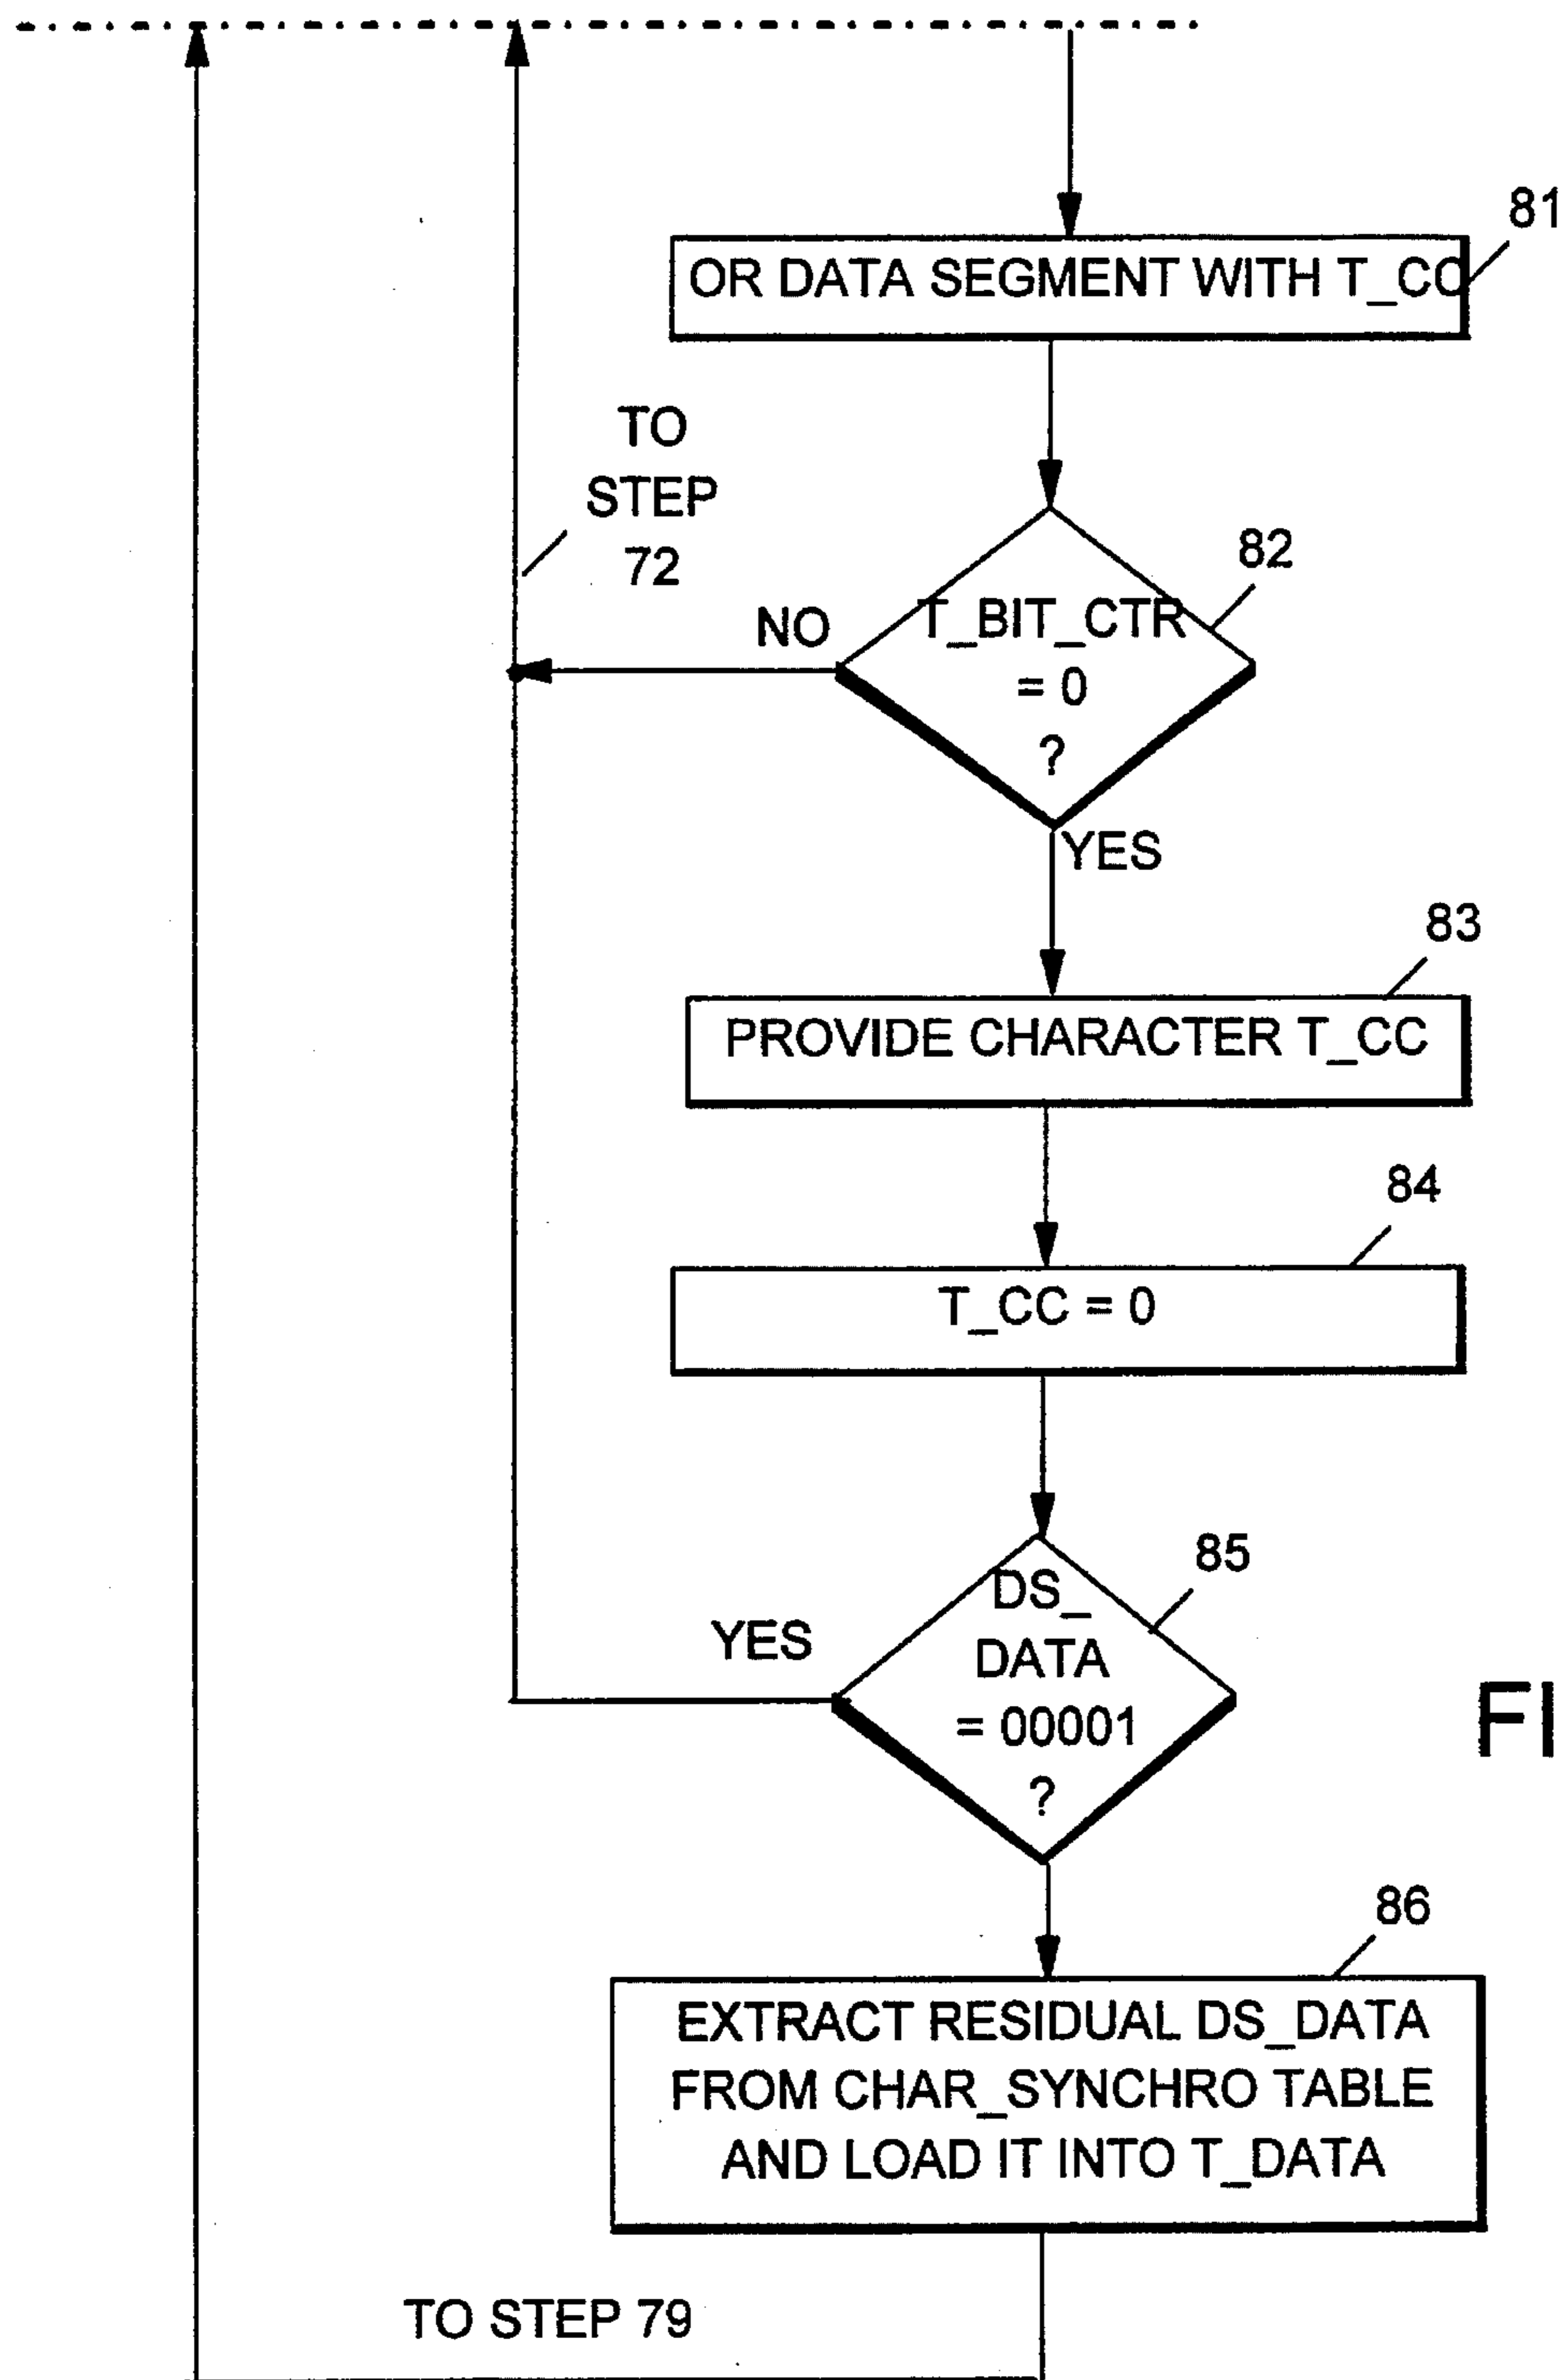 81
OR DATA SEGMENT WITH T_CC
TO
STEP
72
82
NO
T_BIT_CTR
= 0
?
YES
83
PROVIDE CHARACTER T_CC
84
T_CC = 0
85
DS_
DATA
= 00001
?
YES
FI
86
EXTRACT RESIDUAL DS_DATA
FROM CHAR_SYNCHRO TABLE
AND LOAD IT INTO T_DATA
TO STEP 79